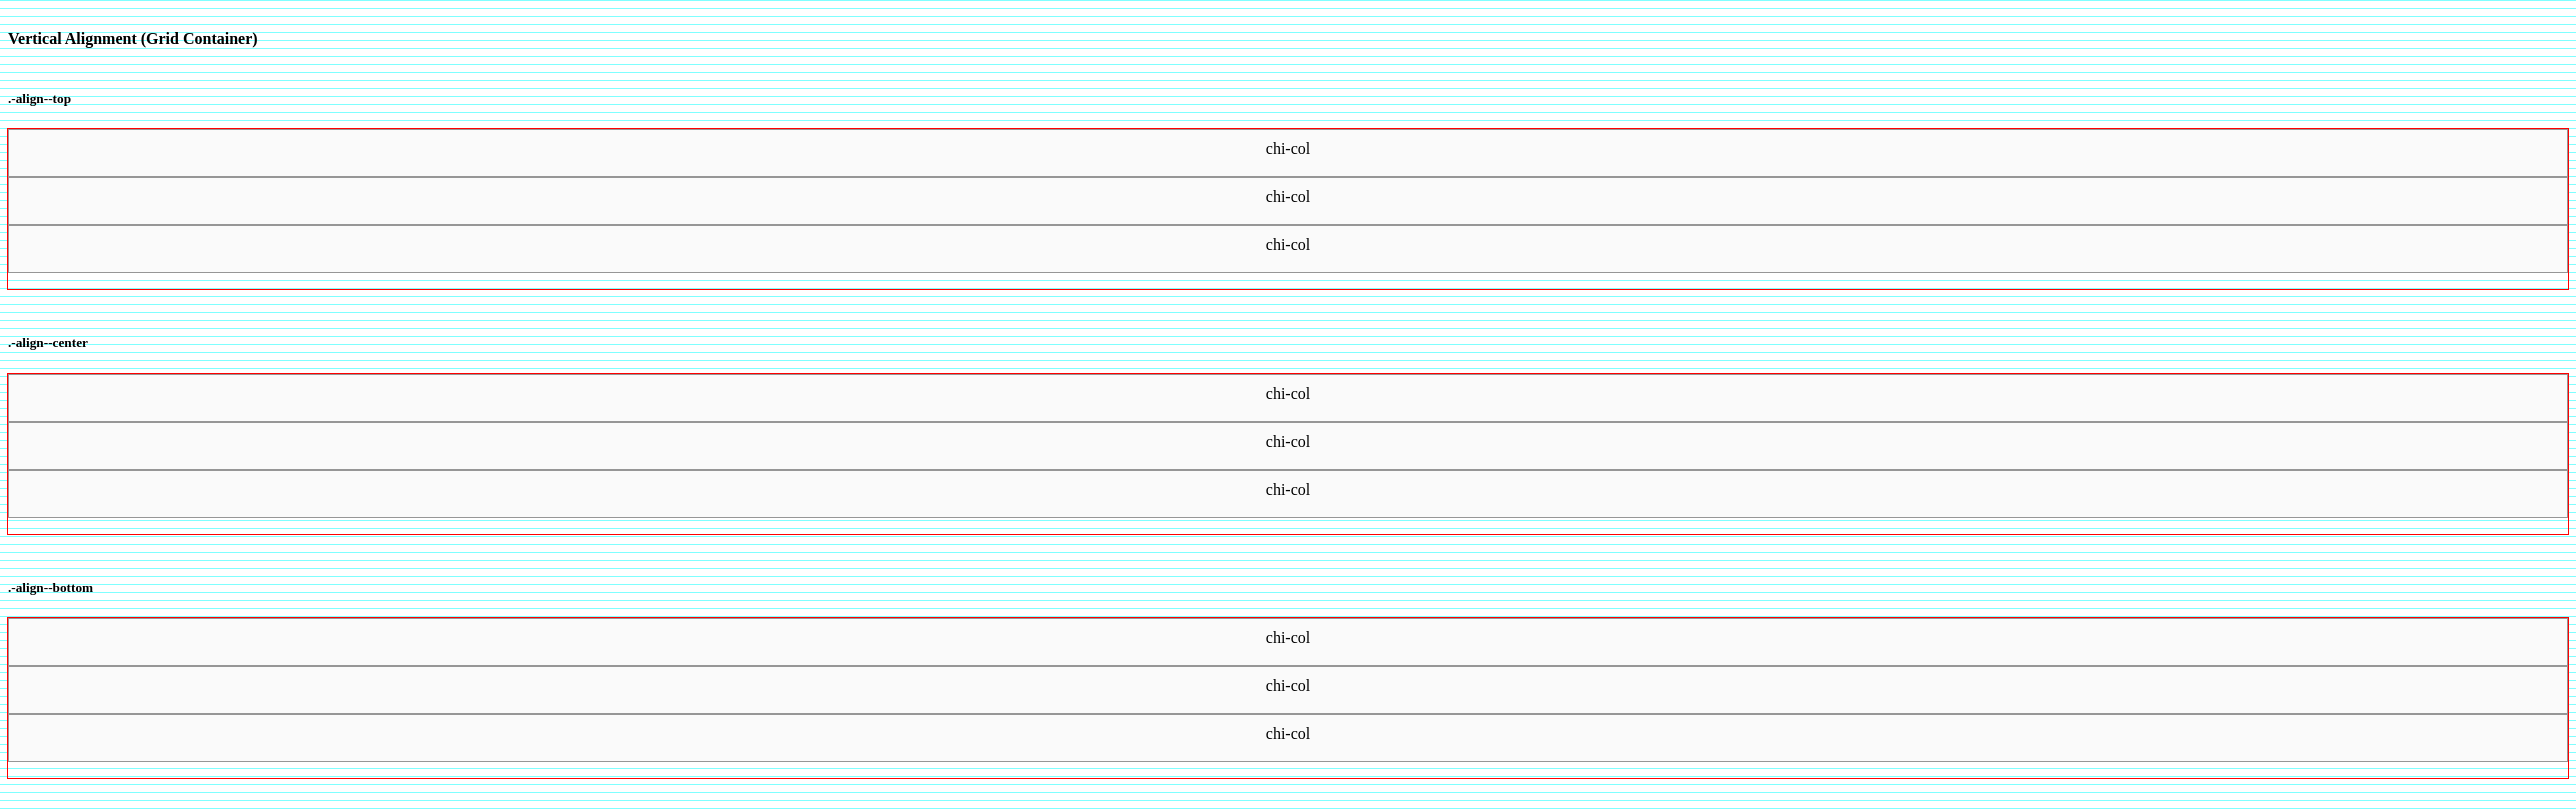 Vertical Alignment (Grid Container)
.-align--top
chi-col
chi-col
chi-col
.-align--center
chi-col
chi-col
chi-col
.-align--bottom
chi-col
chi-col
chi-col